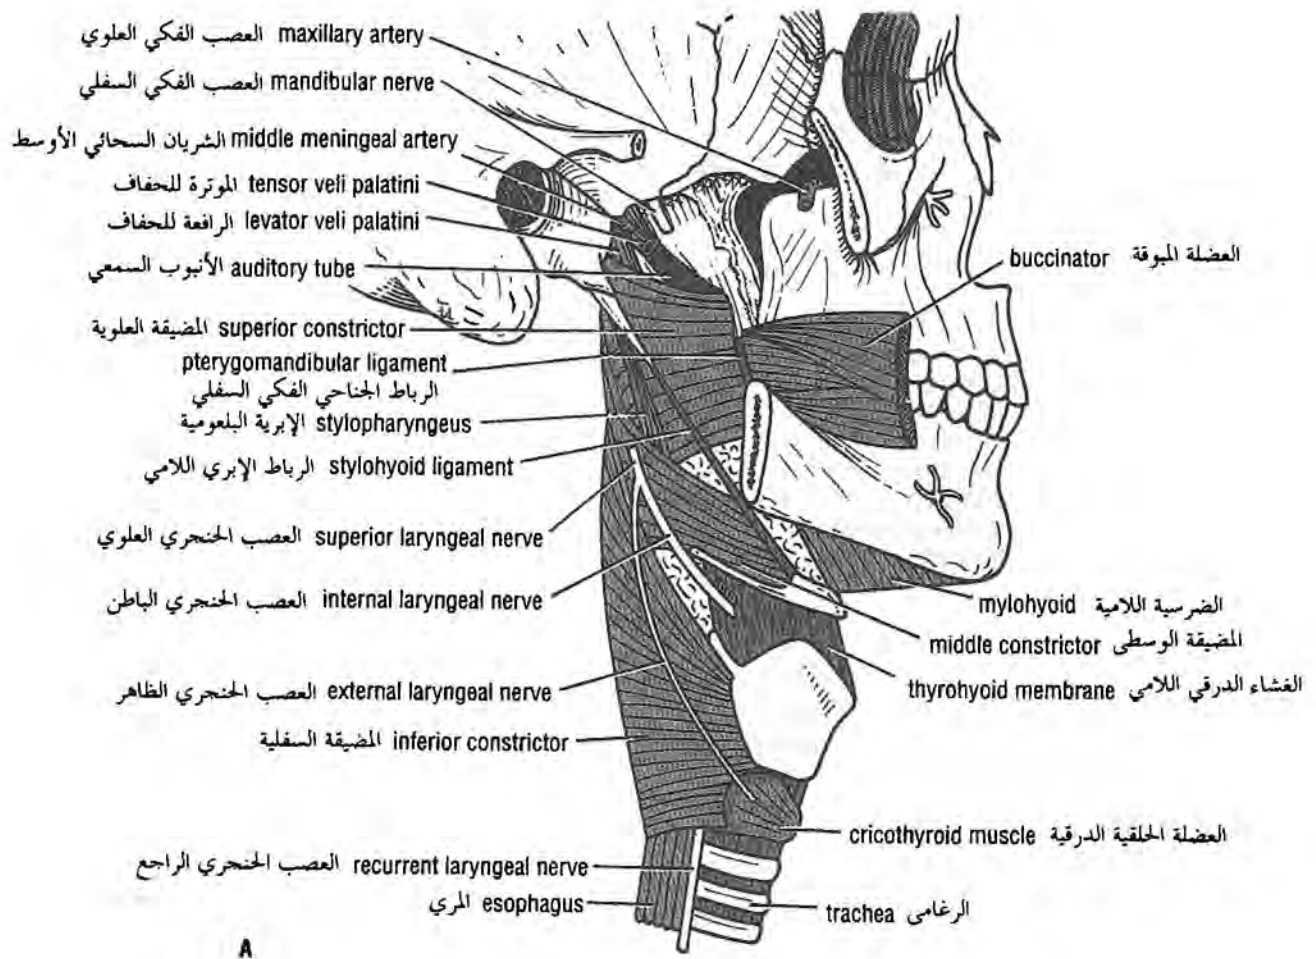 العصب الفكي العلوي maxillary artery
العصب الفكي السفلي mandibular nerve
الشريان السحائي الأوسط middle meningeal artery
الموترة للحفاف tensor veli palatini
الرافعة للحفاف levator veli palatini
الأنبوب السمعي auditory tube
buccinator العضلة المبوقة
المضيقة العلوية superior constrictor
pterygomandibular ligament
الرباط الجناحي الفكي السفلي
الإبرية البلعومية stylopharyngeus
الرباط الإبري اللامي stylohyoid ligament
العصب الحنجري العلوي superior laryngeal nerve
العصب الحنجري الباطن internal laryngeal nerve
mylohyoid الضرسية اللامية
middle constrictor المضيقة الوسطى
العصب الحنجري الظاهر external laryngeal nerve
thyrohyoid membrane الغشاء الدرقي اللامي
المضيقة السفلية inferior constrictor
cricothyroid muscle العضلة الحلقية الدرقية
العصب الحنجري الراجع recurrent laryngeal nerve
المري esophagus
trachea الرغامى
A